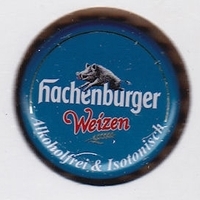 Hachenburger
Weizen
Alkoholfrei & Isotonisch